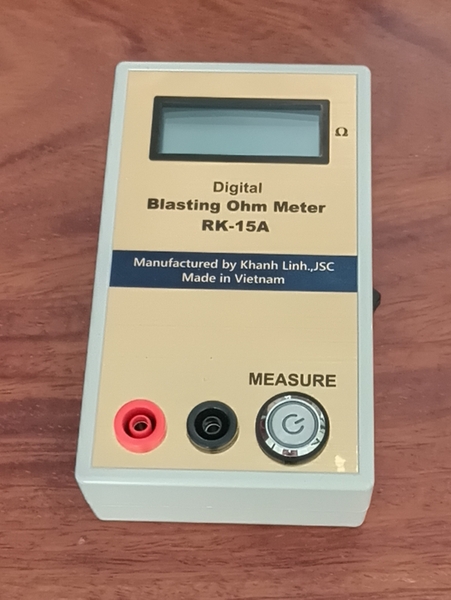 Ω
Digital
Blasting Ohm Meter
RK-15A
Manufactured by Khanh Linh.,JSC
Made in Vietnam
MEASURE